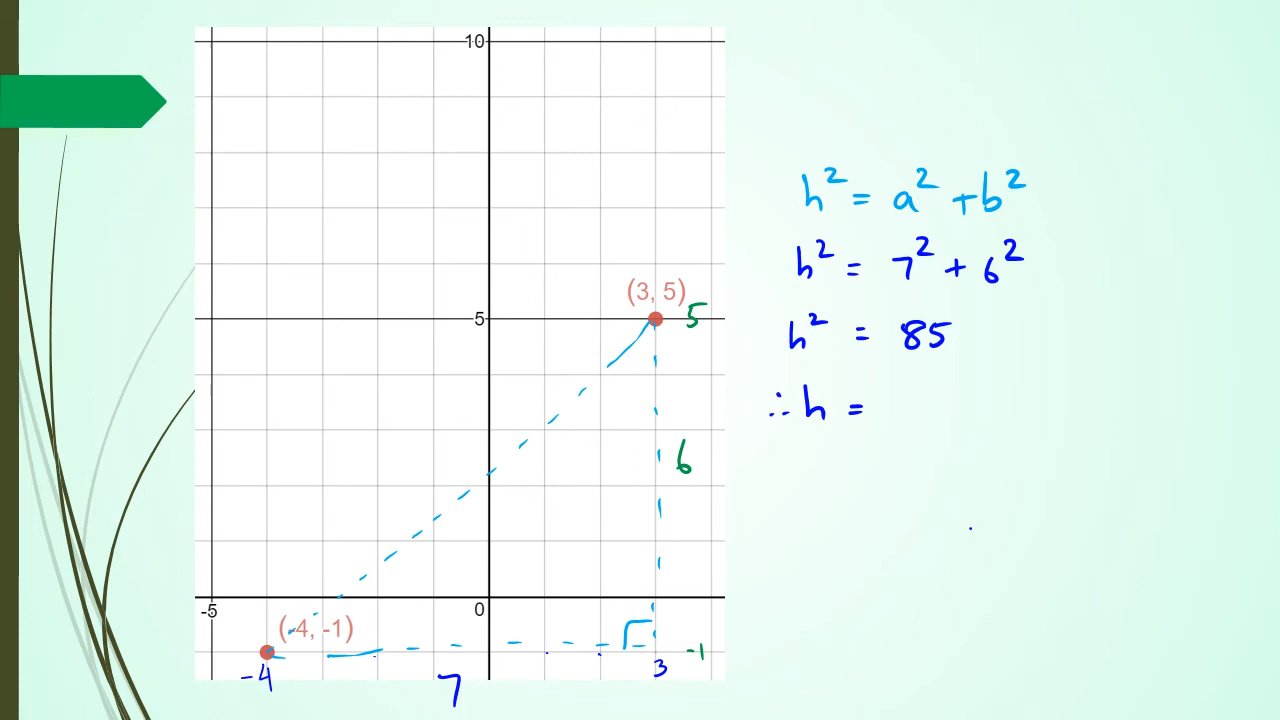 10
h² = a² + b²
h² = 7² + 6²
(3, 5)
5 5
h² = 85
∴ h =
6
-5 0
(-4, -1)
-1
-4 7 3